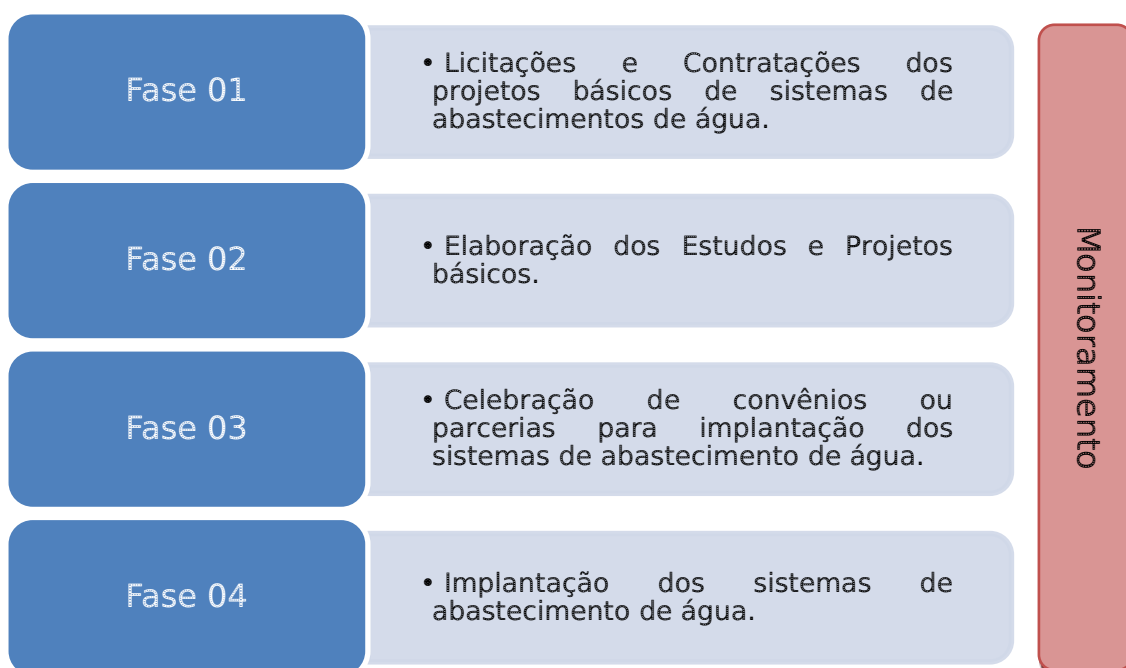 Fase 01
• Licitações e Contratações dos
projetos básicos de sistemas de
abastecimentos de água.
Fase 02
• Elaboração dos Estudos e Projetos
básicos.
Fase 03
• Celebração de convênios ou
parcerias para implantação dos
sistemas de abastecimento de água.
Fase 04
• Implantação dos sistemas de
abastecimento de água.
Monitoramento